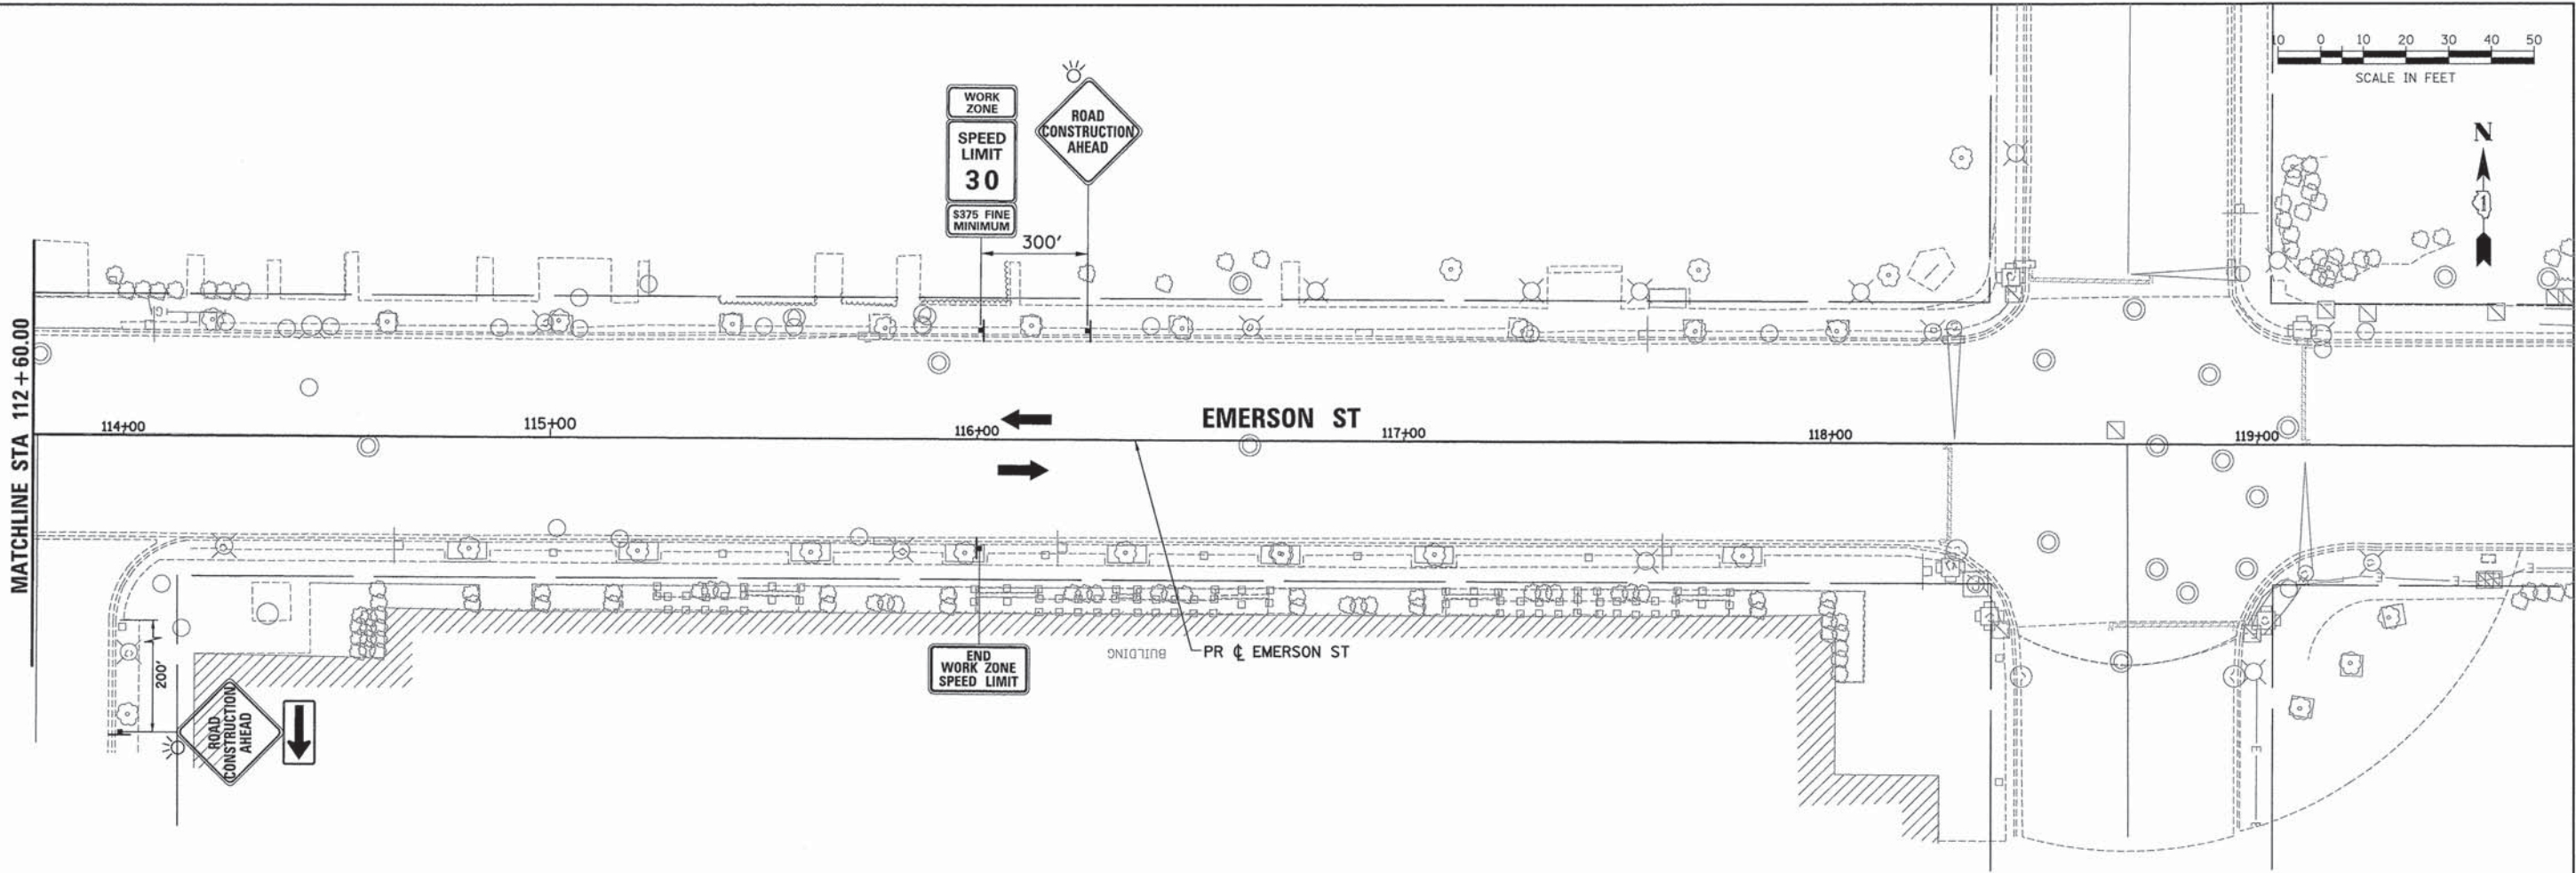 10 0 10 20 30 40 50
SCALE IN FEET
N
1
WORK
ZONE
SPEED
LIMIT
30
$375 FINE
MINIMUM
ROAD
CONSTRUCTION
AHEAD
300'
MATCHLINE STA 112+60.00
EMERSON ST
114+00
115+00
116+00
117+00
118+00
119+00
PR ℄ EMERSON ST
BUILDING
END
WORK ZONE
SPEED LIMIT
200'
ROAD
CONSTRUCTION
AHEAD
G
E
E
E
E